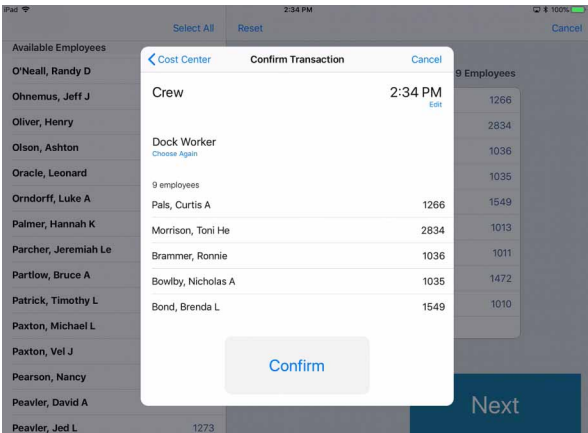 iPad 2:34 PM 100%
Select All Reset Cancel
Available Employees
O'Neall, Randy D
Ohnemus, Jeff J
Oliver, Henry
Olson, Ashton
Oracle, Leonard
Orndorff, Luke A
Palmer, Hannah K
Parcher, Jeremiah Le
Partlow, Bruce A
Patrick, Timothy L
Paxton, Michael L
Paxton, Vel J
Pearson, Nancy
Peavler, David A
Peavler, Jed L 1273
Cost Center Confirm Transaction Cancel
Crew 2:34 PM
Edit
Dock Worker
Choose Again
9 employees
Pals, Curtis A 1266
Morrison, Toni He 2834
Brammer, Ronnie 1036
Bowlby, Nicholas A 1035
Bond, Brenda L 1549
Confirm
9 Employees
1266
2834
1036
1035
1549
1013
1011
1472
1010
Next